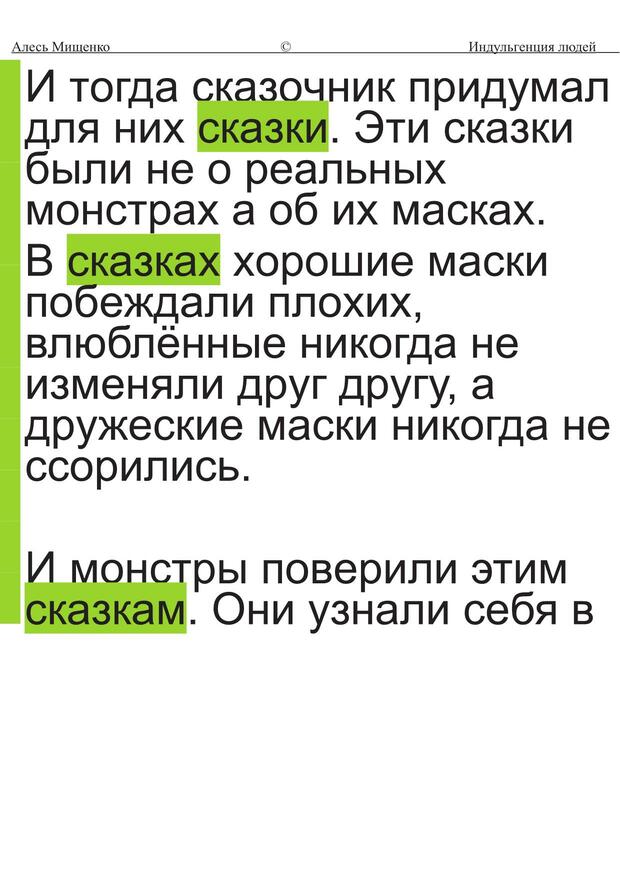 Алесь Мищенко © Индульгенция людей
И тогда сказочник придумал
для них сказки. Эти сказки
были не о реальных
монстрах а об их масках.
В сказках хорошие маски
побеждали плохих,
влюблённые никогда не
изменяли друг другу, а
дружеские маски никогда не
ссорились.
И монстры поверили этим
сказкам. Они узнали себя в